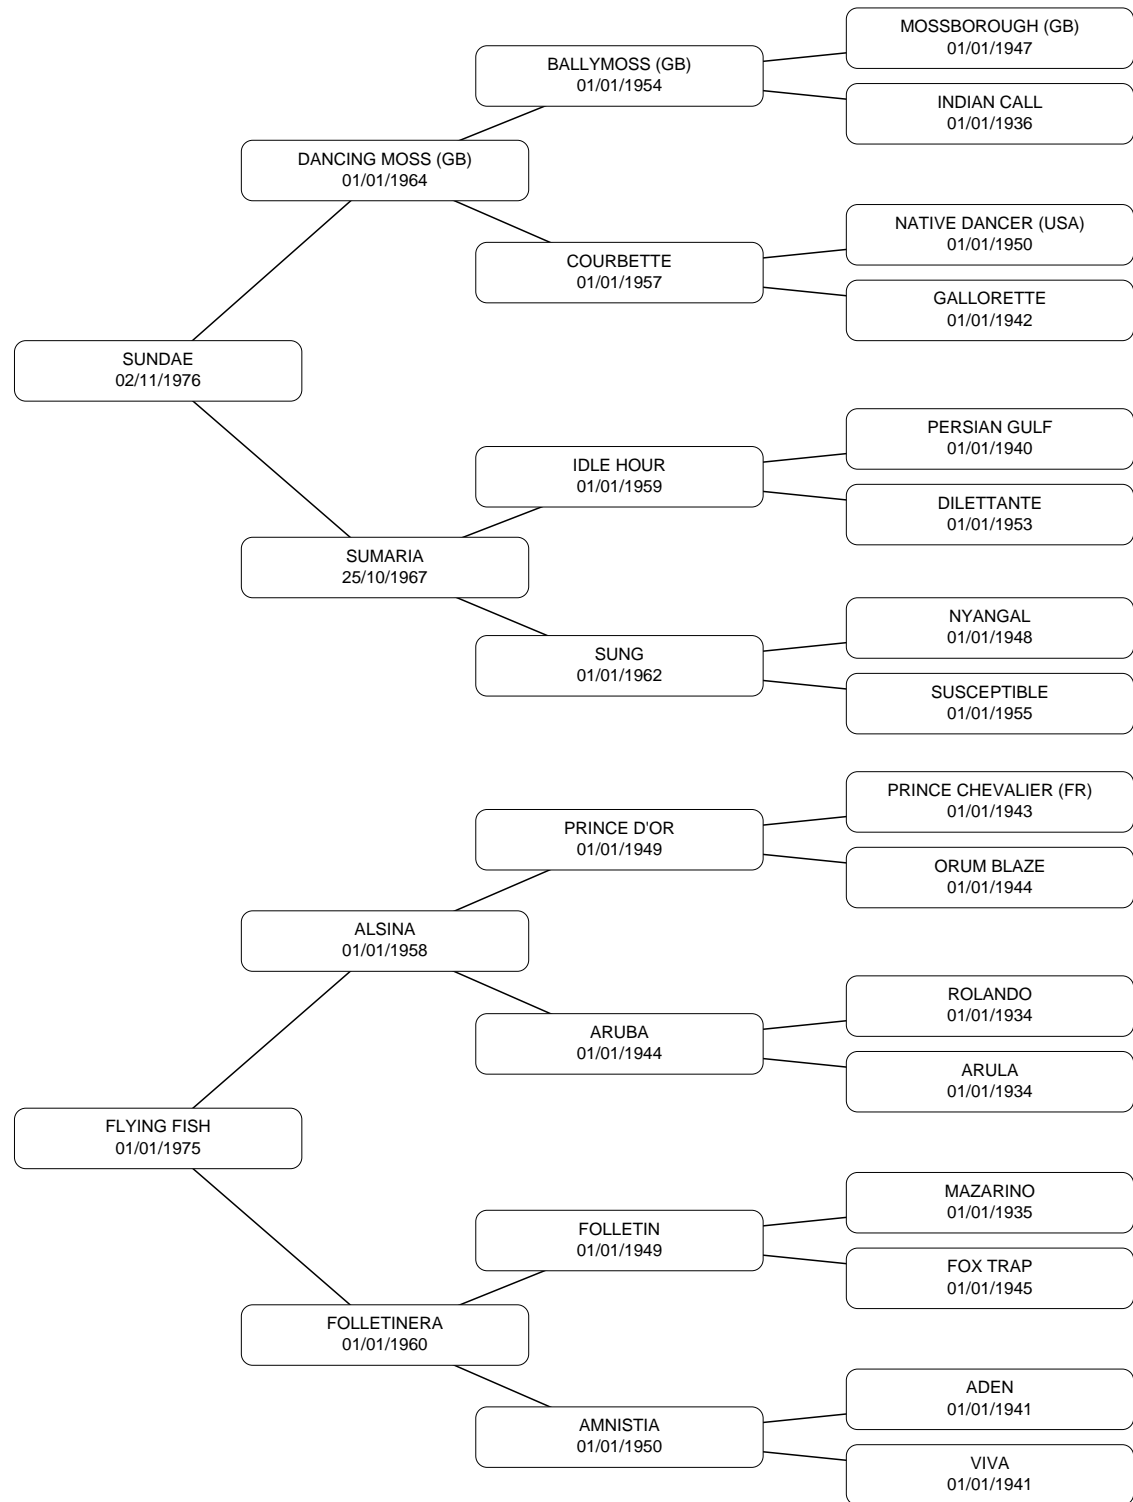 MOSSBOROUGH (GB)
01/01/1947
BALLYMOSS (GB)
01/01/1954
INDIAN CALL
01/01/1936
DANCING MOSS (GB)
01/01/1964
NATIVE DANCER (USA)
01/01/1950
COURBETTE
01/01/1957
GALLORETTE
01/01/1942
SUNDAE
02/11/1976
PERSIAN GULF
01/01/1940
IDLE HOUR
01/01/1959
DILETTANTE
01/01/1953
SUMARIA
25/10/1967
NYANGAL
01/01/1948
SUNG
01/01/1962
SUSCEPTIBLE
01/01/1955
PRINCE CHEVALIER (FR)
01/01/1943
PRINCE D'OR
01/01/1949
ORUM BLAZE
01/01/1944
ALSINA
01/01/1958
ROLANDO
01/01/1934
ARUBA
01/01/1944
ARULA
01/01/1934
FLYING FISH
01/01/1975
MAZARINO
01/01/1935
FOLLETIN
01/01/1949
FOX TRAP
01/01/1945
FOLLETINERA
01/01/1960
ADEN
01/01/1941
AMNISTIA
01/01/1950
VIVA
01/01/1941